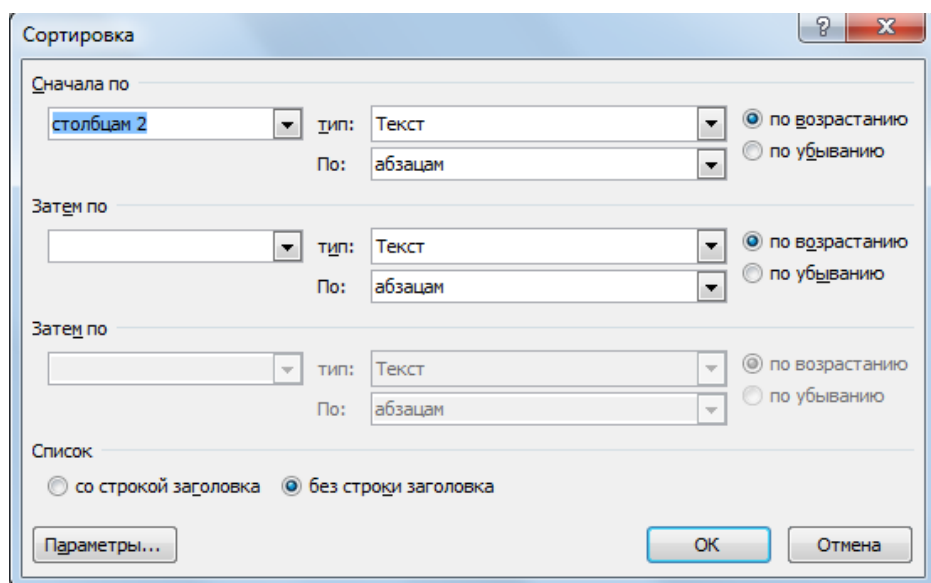 Сортировка
Сначала по
столбцам 2 тип: Текст по возрастанию
По: абзацам по убыванию
Затем по
тип: Текст по возрастанию
По: абзацам по убыванию
Затем по
тип: Текст по возрастанию
По: абзацам по убыванию
Список
со строкой заголовка без строки заголовка
Параметры... ОК Отмена